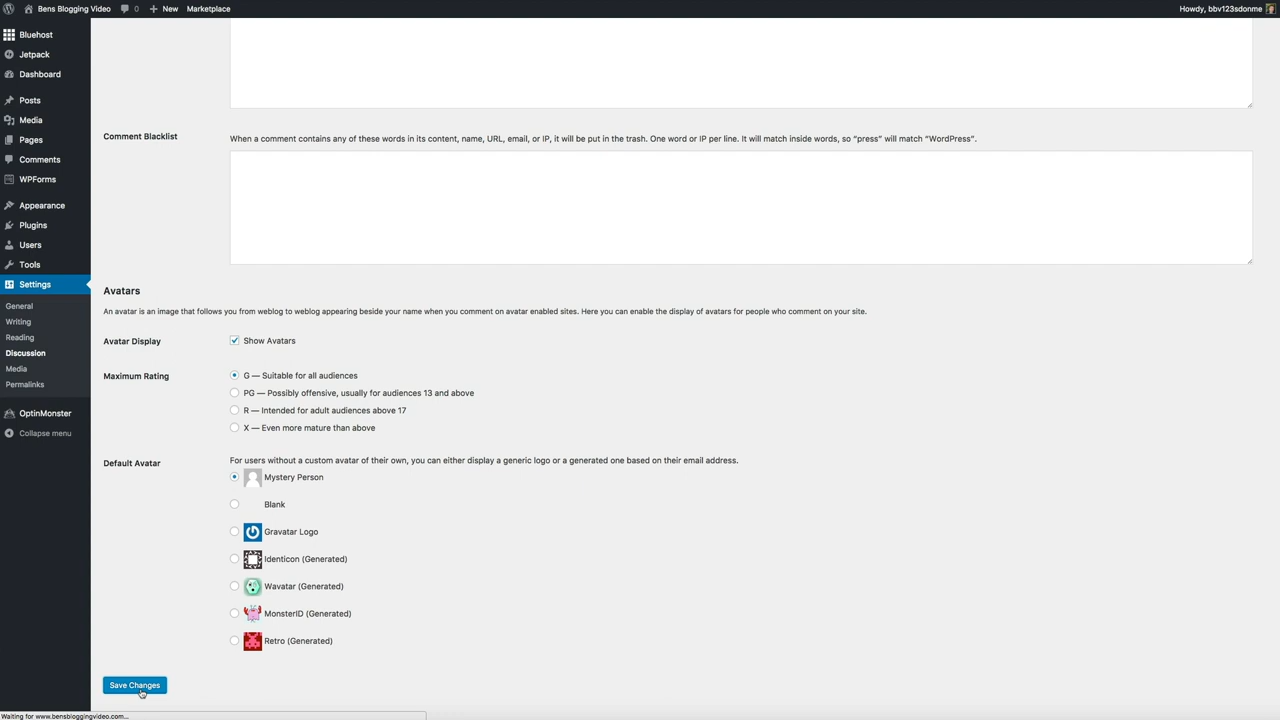 Bens Blogging Video 0 New Marketplace Howdy, bbv123sdonme
Bluehost
Jetpack
Dashboard
Posts
Media
Pages
Comments
WPForms
Appearance
Plugins
Users
Tools
Settings
General
Writing
Reading
Discussion
Media
Permalinks
OptinMonster
Collapse menu
Comment Blacklist
When a comment contains any of these words in its content, name, URL, email, or IP, it will be put in the trash. One word or IP per line. It will match inside words, so “press” will match “WordPress”.
Avatars
An avatar is an image that follows you from weblog to weblog appearing beside your name when you comment on avatar enabled sites. Here you can enable the display of avatars for people who comment on your site.
Avatar Display
Show Avatars
Maximum Rating
G — Suitable for all audiences
PG — Possibly offensive, usually for audiences 13 and above
R — Intended for adult audiences above 17
X — Even more mature than above
Default Avatar
For users without a custom avatar of their own, you can either display a generic logo or a generated one based on their email address.
Mystery Person
Blank
Gravatar Logo
Identicon (Generated)
Wavatar (Generated)
MonsterID (Generated)
Retro (Generated)
Save Changes
Waiting for www.bensbloggingvideo.com...